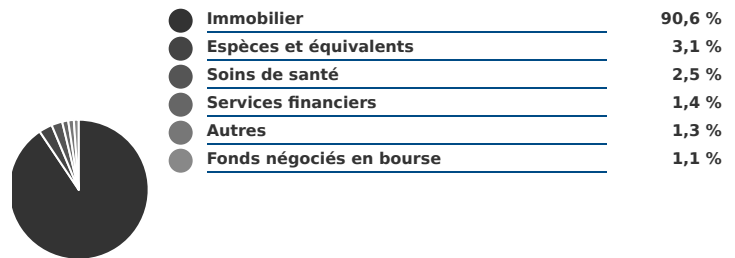 Immobilier 90,6 %
Espèces et équivalents 3,1 %
Soins de santé 2,5 %
Services financiers 1,4 %
Autres 1,3 %
Fonds négociés en bourse 1,1 %